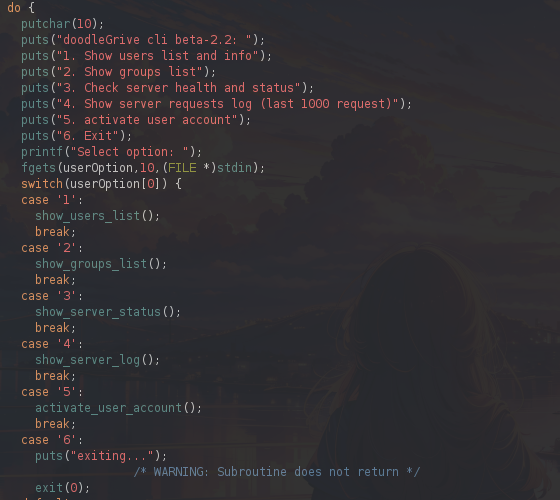 do {
putchar(10);
puts("doodleGrive cli beta-2.2: ");
puts("1. Show users list and info");
puts("2. Show groups list");
puts("3. Check server health and status");
puts("4. Show server requests log (last 1000 request)");
puts("5. activate user account");
puts("6. Exit");
printf("Select option: ");
fgets(userOption,10,(FILE *)stdin);
switch(userOption[0]) {
case '1':
show_users_list();
break;
case '2':
show_groups_list();
break;
case '3':
show_server_status();
break;
case '4':
show_server_log();
break;
case '5':
activate_user_account();
break;
case '6':
puts("exiting...");
/* WARNING: Subroutine does not return */
exit(0);